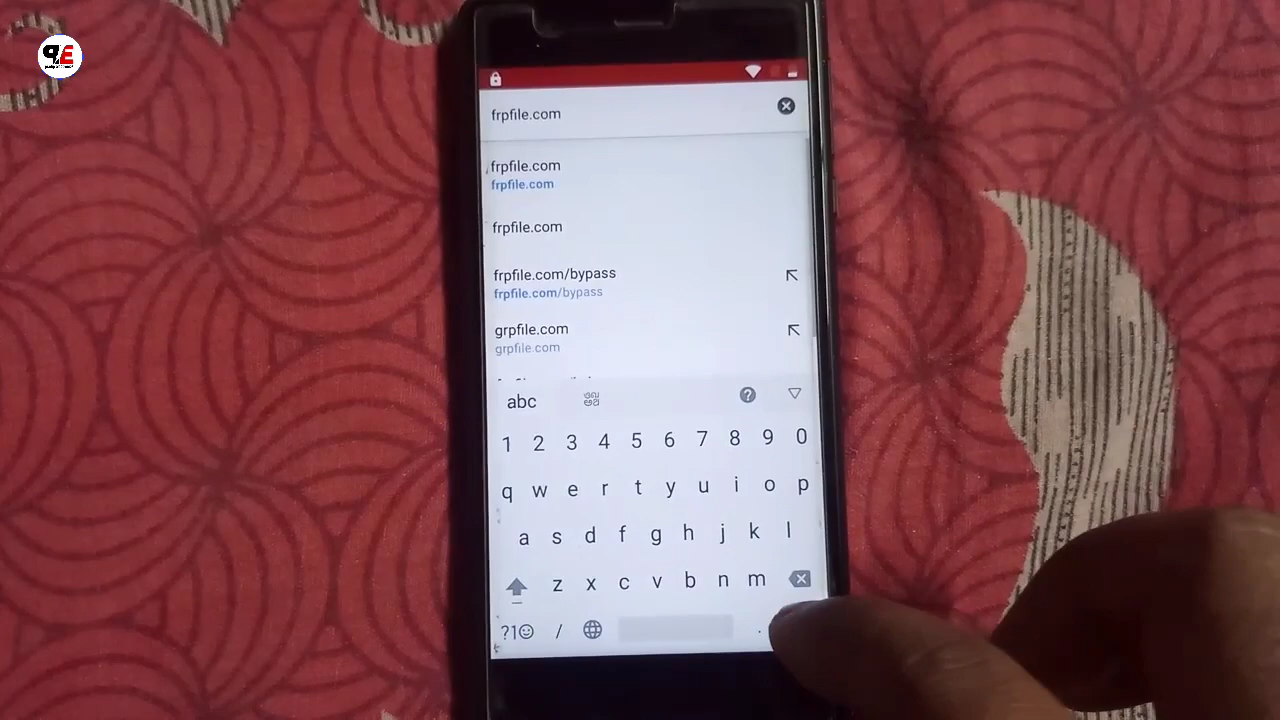 frpfile.com
frpfile.com
frpfile.com
frpfile.com
frpfile.com/bypass
frpfile.com/bypass
grpfile.com
grpfile.com
abc
1 2 3 4 5 6 7 8 9 0
q w e r t y u i o p
a s d f g h j k l
z x c v b n m
?1☺ / .